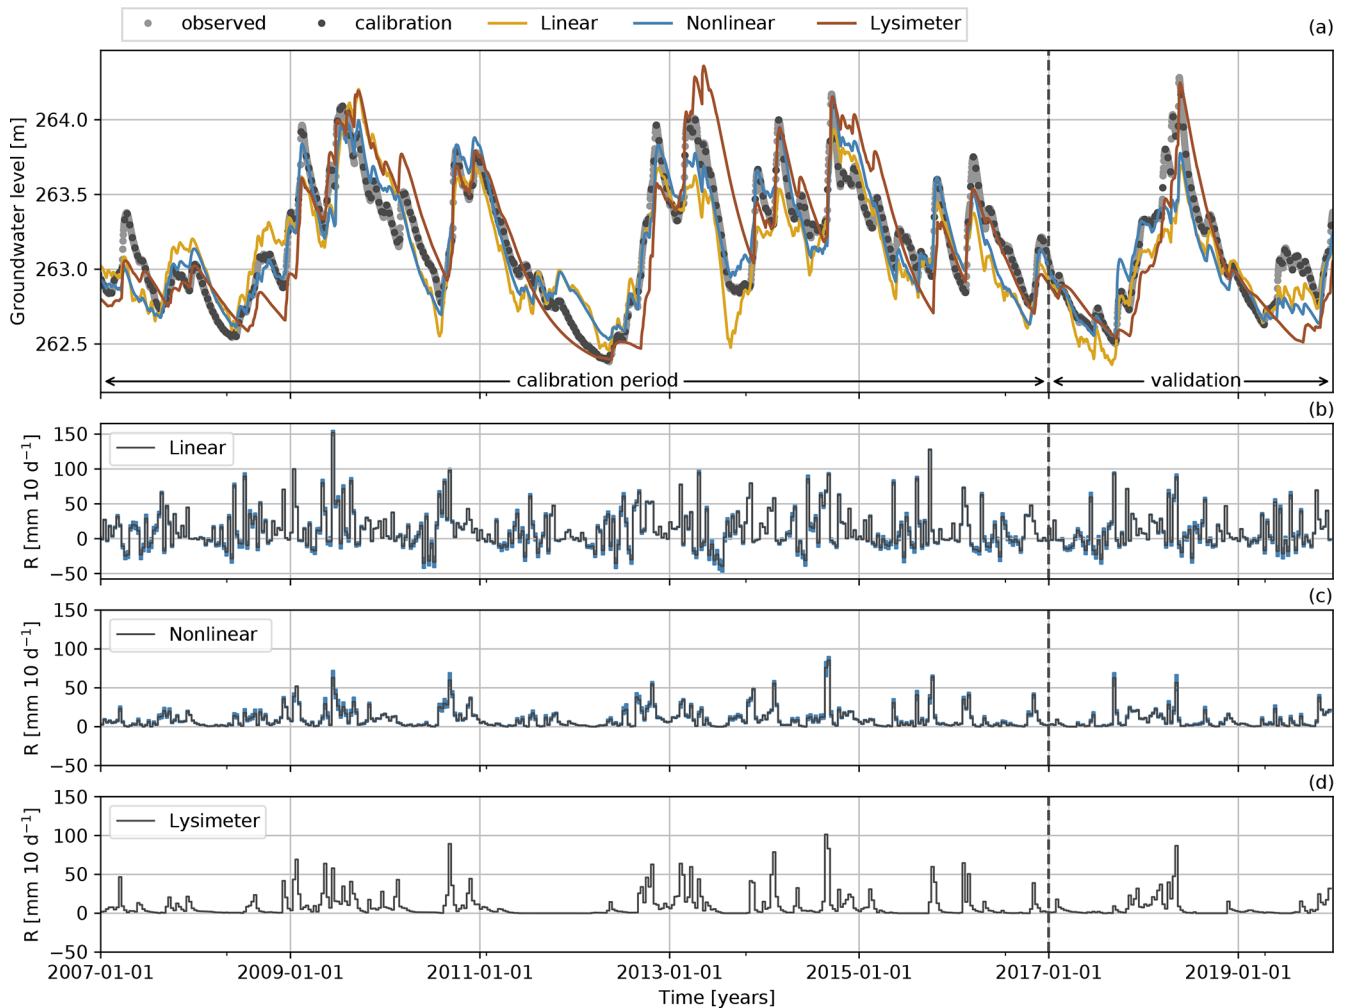 observed calibration Linear Nonlinear Lysimeter
(a)
Groundwater level [m]
264.0
263.5
263.0
262.5
calibration period validation
(b)
R [mm 10 d⁻¹]
150
100
50
0
−50
Linear
(c)
R [mm 10 d⁻¹]
150
100
50
0
−50
Nonlinear
(d)
R [mm 10 d⁻¹]
150
100
50
0
−50
Lysimeter
2007-01-01 2009-01-01 2011-01-01 2013-01-01 2015-01-01 2017-01-01 2019-01-01
Time [years]